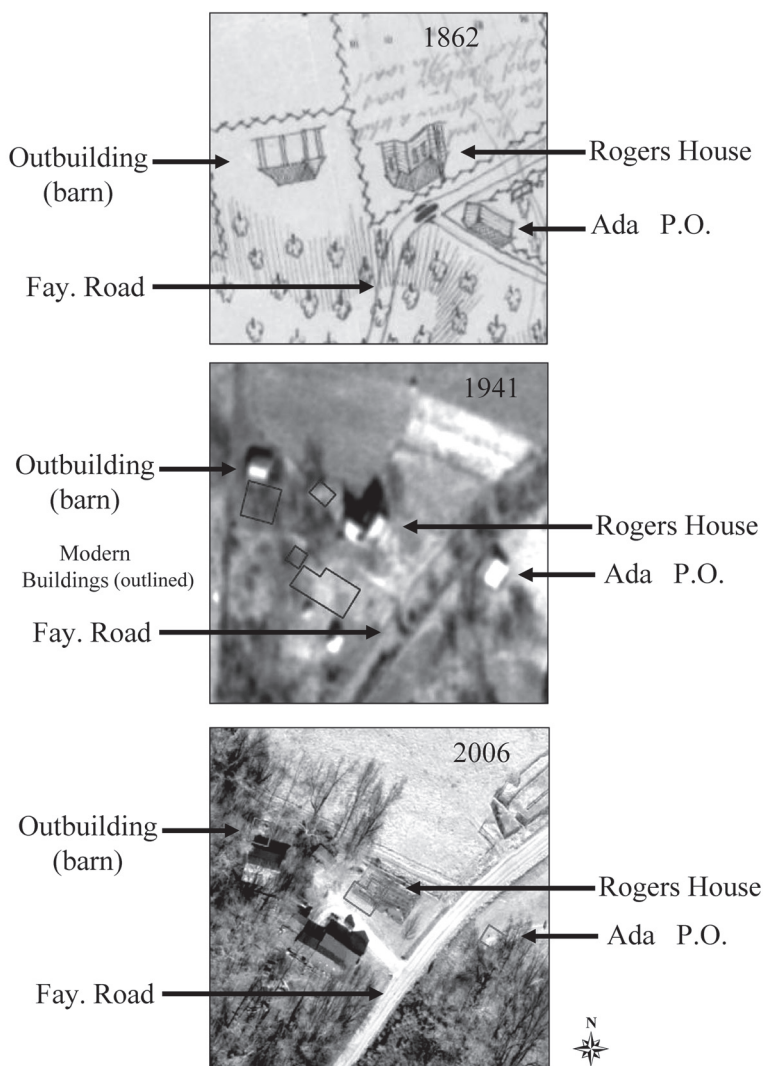 1862
Outbuilding
(barn)
Rogers House
Ada P.O.
Fay. Road
1941
Outbuilding
(barn)
Rogers House
Modern
Buildings (outlined)
Ada P.O.
Fay. Road
2006
Outbuilding
(barn)
Rogers House
Ada P.O.
Fay. Road
N